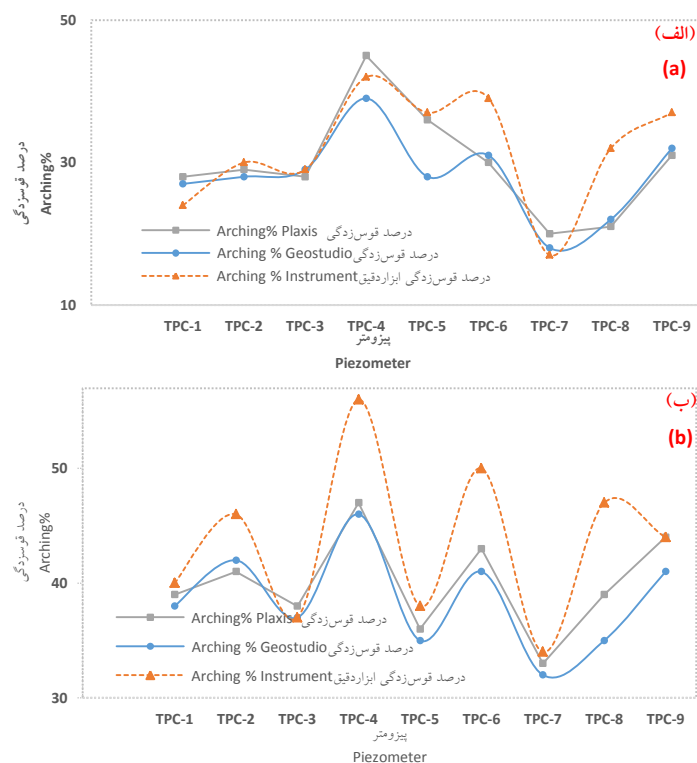 (الف)
(a)
50
30
10
درصد قوس‌زدگی
Arching%
Arching% Plaxis درصد قوس‌زدگی
Arching % Geostudio درصد قوس‌زدگی
Arching % Instrument درصد قوس‌زدگی ابزاردقیق
TPC-1 TPC-2 TPC-3 TPC-4 TPC-5 TPC-6 TPC-7 TPC-8 TPC-9
پیزومتر
Piezometer
(ب)
(b)
50
40
30
درصد قوس‌زدگی
Arching%
Arching% Plaxis درصد قوس‌زدگی
Arching % Geostudio درصد قوس‌زدگی
Arching % Instrument درصد قوس‌زدگی ابزاردقیق
TPC-1 TPC-2 TPC-3 TPC-4 TPC-5 TPC-6 TPC-7 TPC-8 TPC-9
پیزومتر
Piezometer